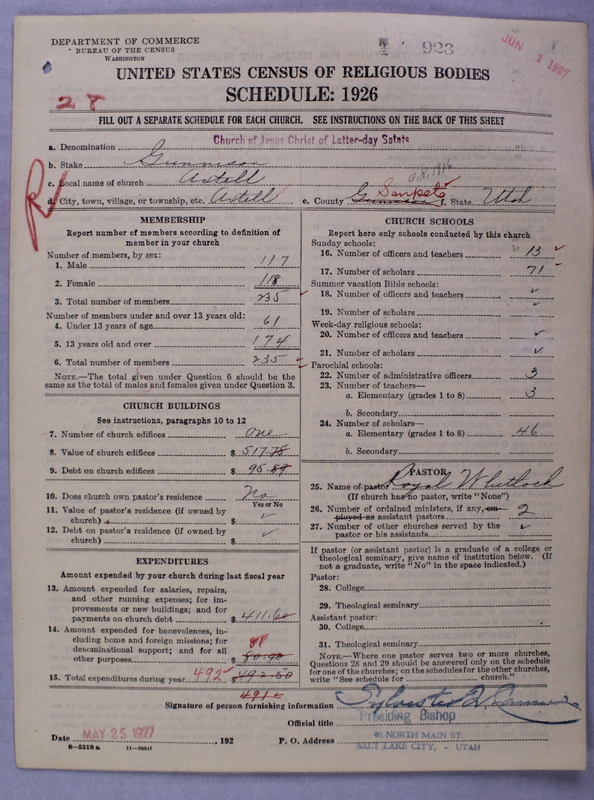 DEPARTMENT OF COMMERCE
BUREAU OF THE CENSUS
WASHINGTON
923
JUN 1 1927
UNITED STATES CENSUS OF RELIGIOUS BODIES
SCHEDULE: 1926
28
FILL OUT A SEPARATE SCHEDULE FOR EACH CHURCH. SEE INSTRUCTIONS ON THE BACK OF THIS SHEET
a. Denomination Church of Jesus Christ of Latter-day Saints
b. Stake Gunnison
c. Local name of church Axtell
d. City, town, village, or township, etc. Axtell e. County Gunnison Sanpete f. State Utah
R
MEMBERSHIP
Report number of members according to definition of
member in your church
Number of members, by sex:
1. Male 117
2. Female 118
3. Total number of members 235
Number of members under and over 13 years old:
4. Under 13 years of age 61
5. 13 years old and over 174
6. Total number of members 235
NOTE.—The total given under Question 6 should be the
same as the total of males and females given under Question 3.
CHURCH BUILDINGS
See instructions, paragraphs 10 to 12
7. Number of church edifices one
8. Value of church edifices $ 517.78
9. Debt on church edifices $ 95.89
10. Does church own pastor's residence No
Yes or No
11. Value of pastor's residence (if owned by
church) $ ✓
12. Debt on pastor's residence (if owned by
church) $ ✓
EXPENDITURES
Amount expended by your church during last fiscal year
13. Amount expended for salaries, repairs,
and other running expenses; for im-
provements or new buildings; and for
payments on church debt $ 411.60
14. Amount expended for benevolences, in-
cluding home and foreign missions; for
denominational support; and for all
other purposes $ 81
15. Total expenditures during year 492 $ 492.50
CHURCH SCHOOLS
Report here only schools conducted by this church
Sunday schools:
16. Number of officers and teachers 13
17. Number of scholars 71
Summer vacation Bible schools:
18. Number of officers and teachers ✓
19. Number of scholars ✓
Week-day religious schools:
20. Number of officers and teachers ✓
21. Number of scholars ✓
Parochial schools:
22. Number of administrative officers 3
23. Number of teachers—
a. Elementary (grades 1 to 8) 3
b. Secondary
24. Number of scholars—
a. Elementary (grades 1 to 8) 46
b. Secondary
PASTOR
25. Name of pastor Royal Whitlock
(If church has no pastor, write "None")
26. Number of ordained ministers, if any, em-
ployed as assistant pastors 2
27. Number of other churches served by the
pastor or his assistants ✓
If pastor (or assistant pastor) is a graduate of a college or
theological seminary, give name of institution below. (If
not a graduate, write "No" in the space indicated.)
Pastor:
28. College
29. Theological seminary
Assistant pastor:
30. College
31. Theological seminary
NOTE.—Where one pastor serves two or more churches,
Questions 28 and 29 should be answered only on the schedule
for one of the churches; on the schedules for the other churches,
write "See schedule for church."
Signature of person furnishing information Sylvester Q. Cannon
Official title Presiding Bishop
Date MAY 25 1927, 192 P. O. Address 40 NORTH MAIN ST.
SALT LAKE CITY, - UTAH
8—5518 a